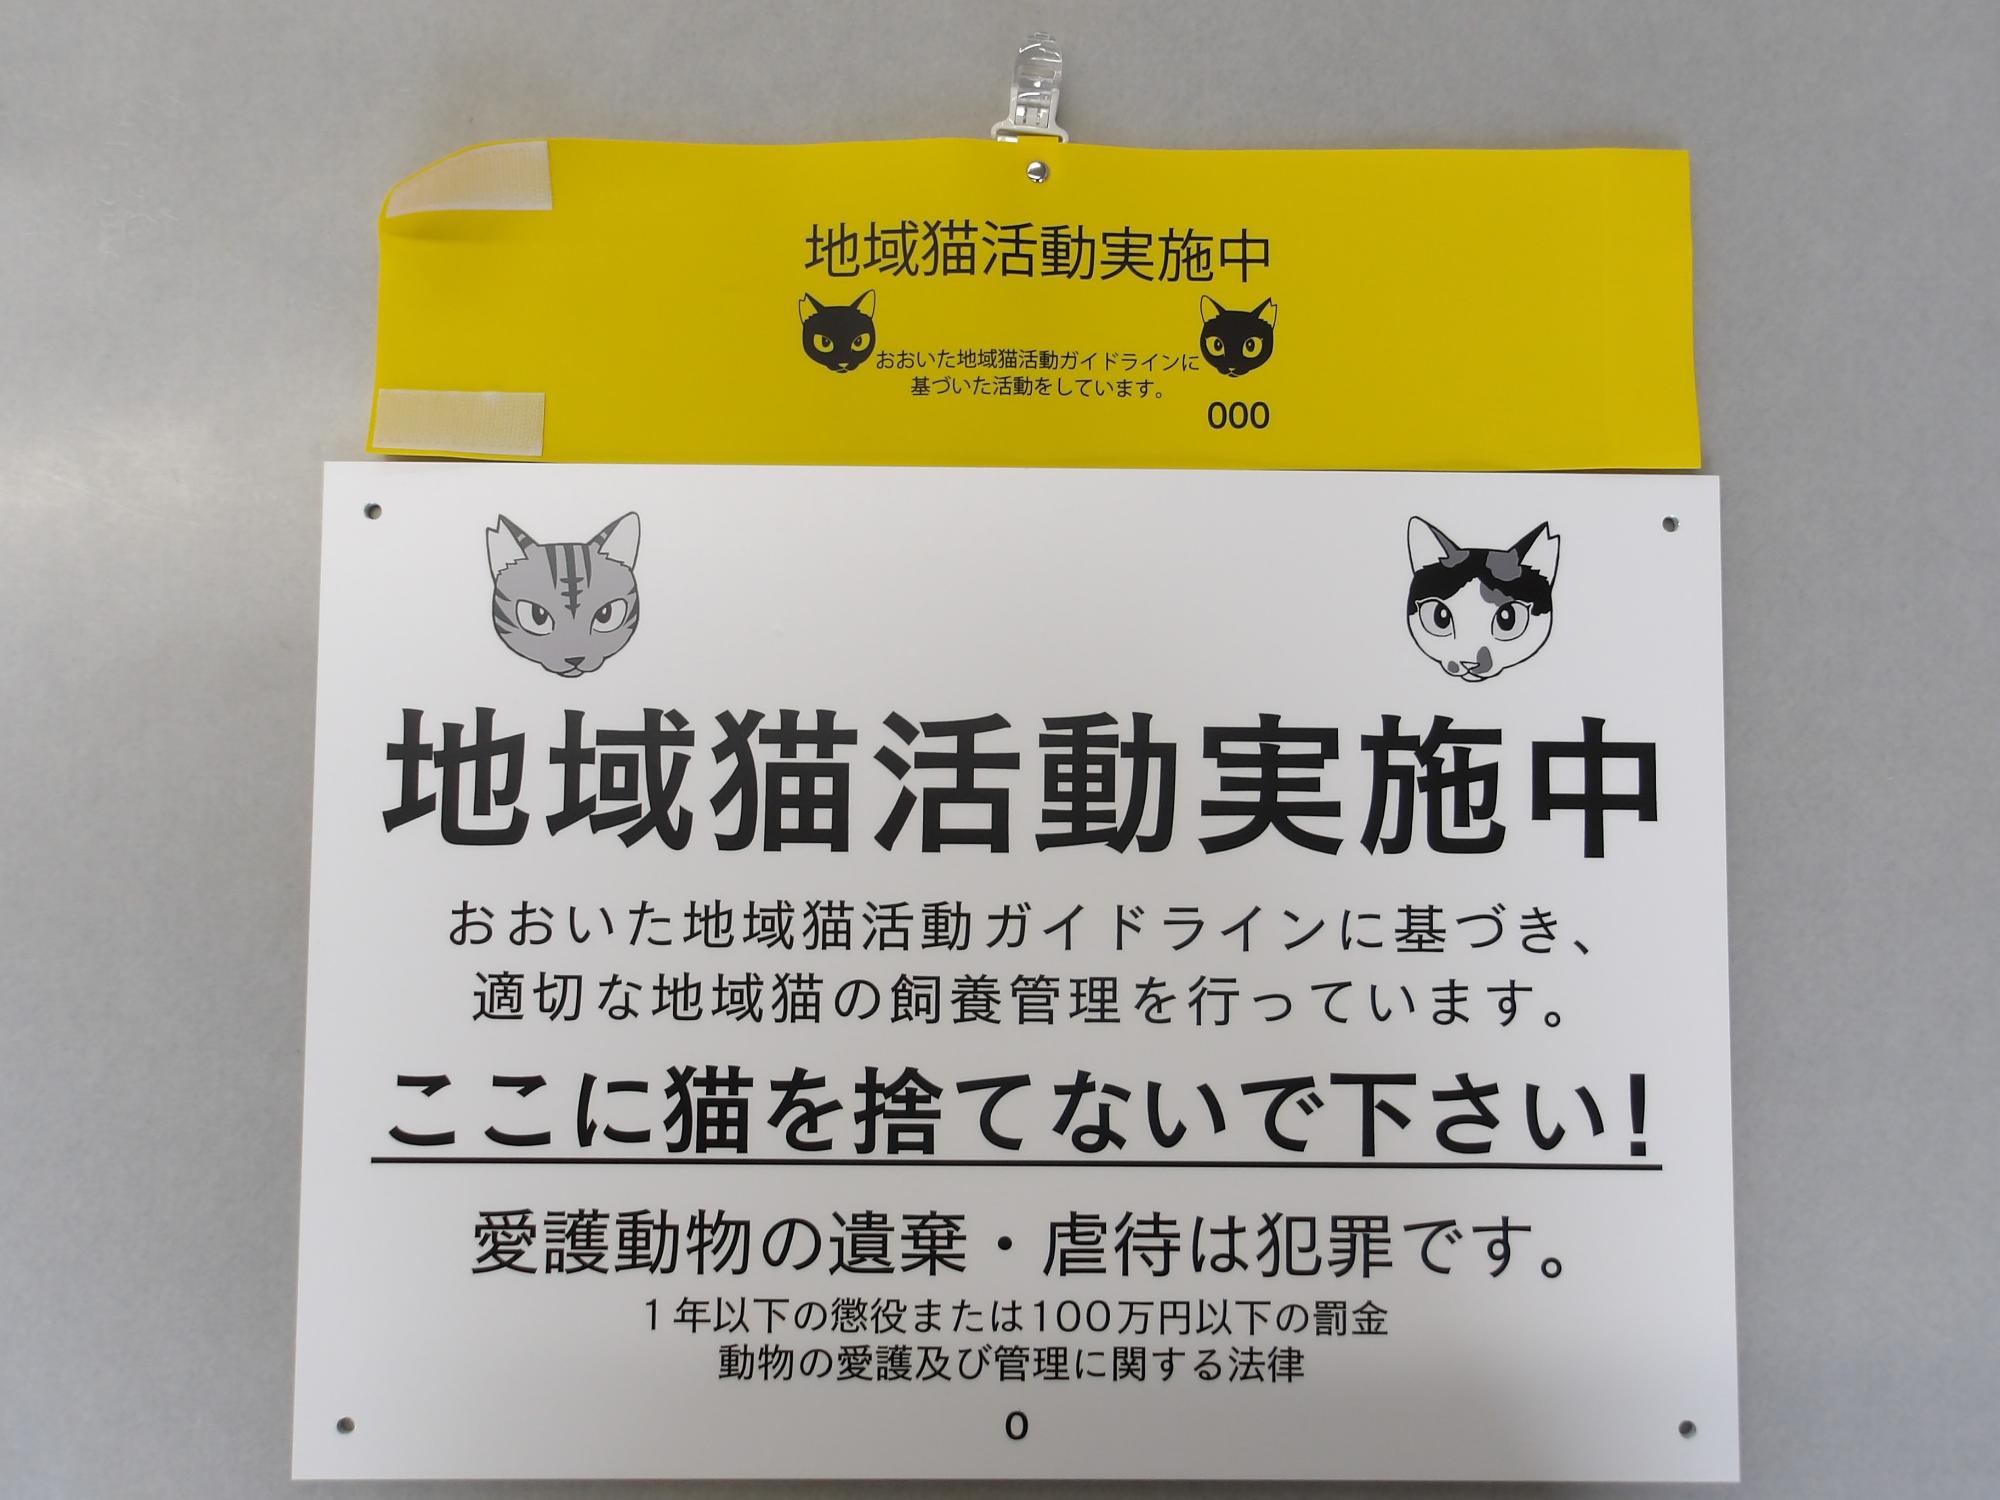 地域猫活動実施中
おおいた地域猫活動ガイドラインに
基づいた活動をしています。
000
地域猫活動実施中
おおいた地域猫活動ガイドラインに基づき、
適切な地域猫の飼養管理を行っています。
ここに猫を捨てないで下さい!
愛護動物の遺棄・虐待は犯罪です。
1年以下の懲役または100万円以下の罰金
動物の愛護及び管理に関する法律
0